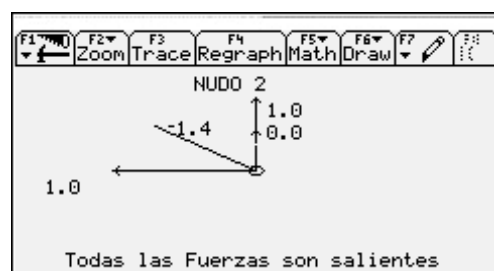 F1 F2 Zoom F3 Trace F4 Regraph F5 Math F6 Draw F7
NUDO 2
1.0
-1.4
0.0
1.0
Todas las Fuerzas son salientes